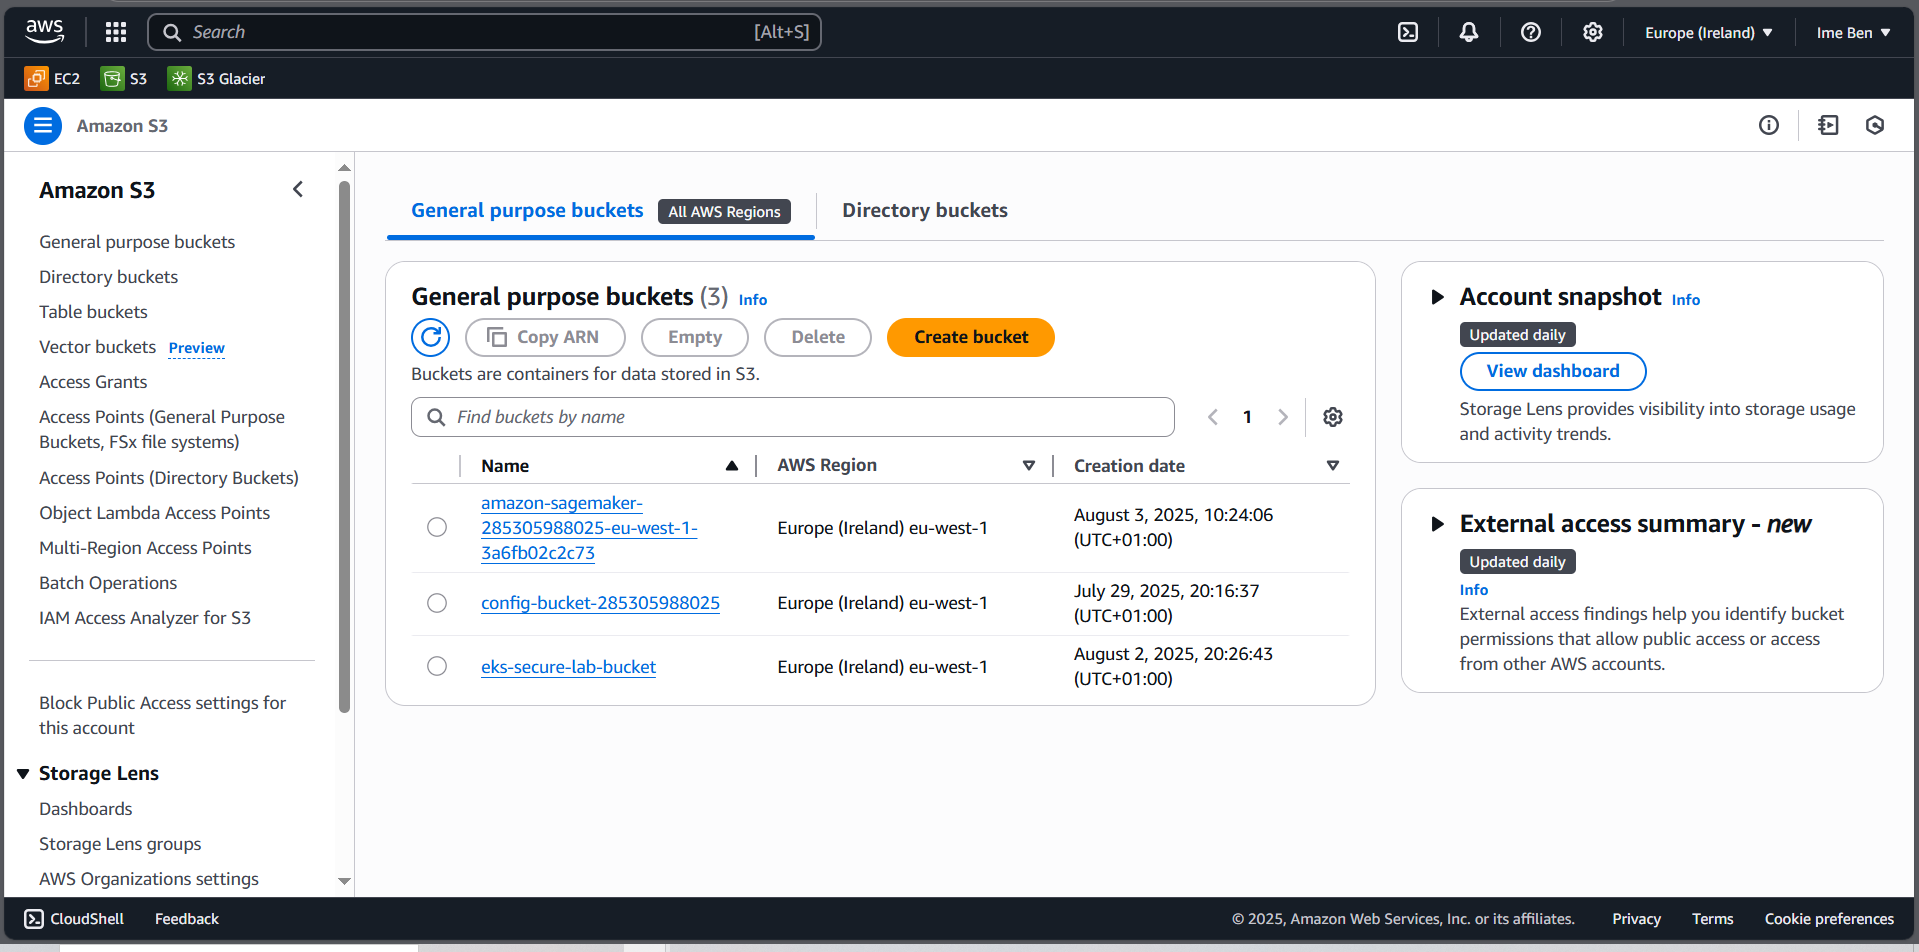 aws
Search [Alt+S]
Europe (Ireland)
Ime Ben
EC2
S3
S3 Glacier
Amazon S3
Amazon S3
General purpose buckets
Directory buckets
Table buckets
Vector buckets Preview
Access Grants
Access Points (General Purpose
Buckets, FSx file systems)
Access Points (Directory Buckets)
Object Lambda Access Points
Multi-Region Access Points
Batch Operations
IAM Access Analyzer for S3
Block Public Access settings for
this account
Storage Lens
Dashboards
Storage Lens groups
AWS Organizations settings
General purpose buckets All AWS Regions
Directory buckets
General purpose buckets (3) Info
Copy ARN
Empty
Delete
Create bucket
Buckets are containers for data stored in S3.
Find buckets by name
1
Name
AWS Region
Creation date
amazon-sagemaker-
285305988025-eu-west-1-
3a6fb02c2c73
Europe (Ireland) eu-west-1
August 3, 2025, 10:24:06
(UTC+01:00)
config-bucket-285305988025
Europe (Ireland) eu-west-1
July 29, 2025, 20:16:37
(UTC+01:00)
eks-secure-lab-bucket
Europe (Ireland) eu-west-1
August 2, 2025, 20:26:43
(UTC+01:00)
Account snapshot Info
Updated daily
View dashboard
Storage Lens provides visibility into storage usage
and activity trends.
External access summary - new
Updated daily
Info
External access findings help you identify bucket
permissions that allow public access or access
from other AWS accounts.
CloudShell
Feedback
© 2025, Amazon Web Services, Inc. or its affiliates.
Privacy
Terms
Cookie preferences